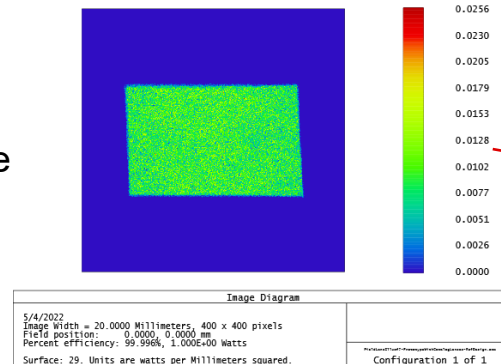 0.0256
0.0230
0.0205
0.0179
0.0153
e
0.0128
0.0102
0.0077
0.0051
0.0026
0.0000
Image Diagram
5/4/2022
Image Width = 20.0000 Millimeters, 400 x 400 pixels
Field position: 0.0000, 0.0000 mm
Percent efficiency: 99.996%, 1.000E+00 Watts
Surface: 29. Units are watts per Millimeters squared.
Configuration 1 of 1